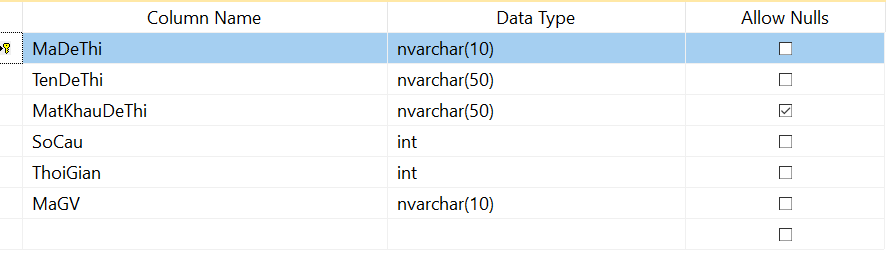 Column Name Data Type Allow Nulls
MaDeThi nvarchar(10)
TenDeThi nvarchar(50)
MatKhauDeThi nvarchar(50)
SoCau int
ThoiGian int
MaGV nvarchar(10)